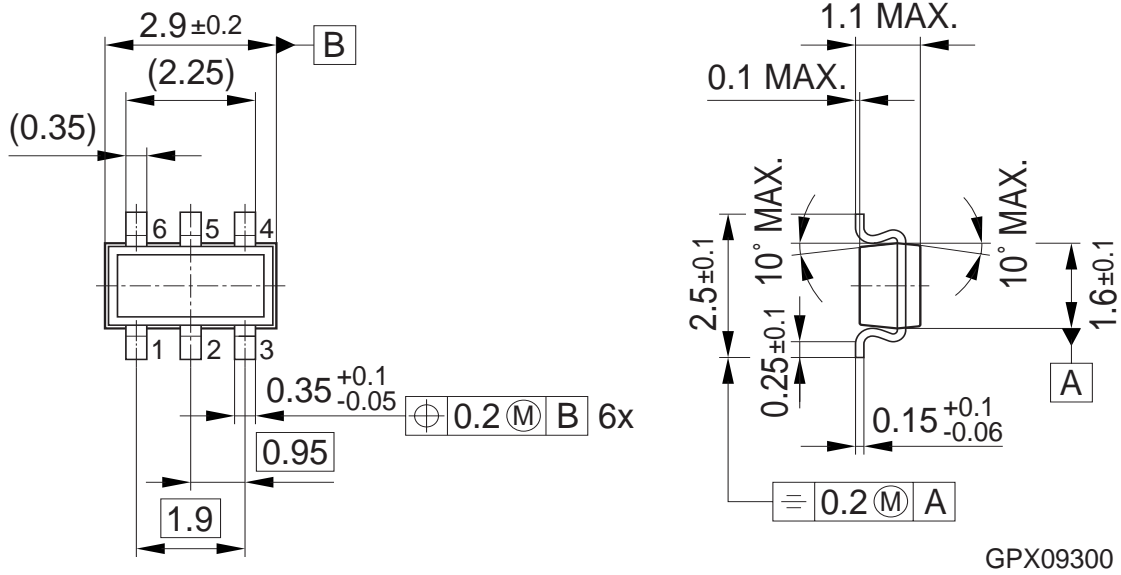 2.9 ±0.2
B
(2.25)
(0.35)
6 5 4
1 2 3
0.35 +0.1 -0.05
0.2 Ⓜ B 6x
0.95
1.9
1.1 MAX.
0.1 MAX.
10° MAX.
10° MAX.
2.5±0.1
1.6±0.1
0.25±0.1
A
0.15 +0.1 -0.06
0.2 Ⓜ A
GPX09300